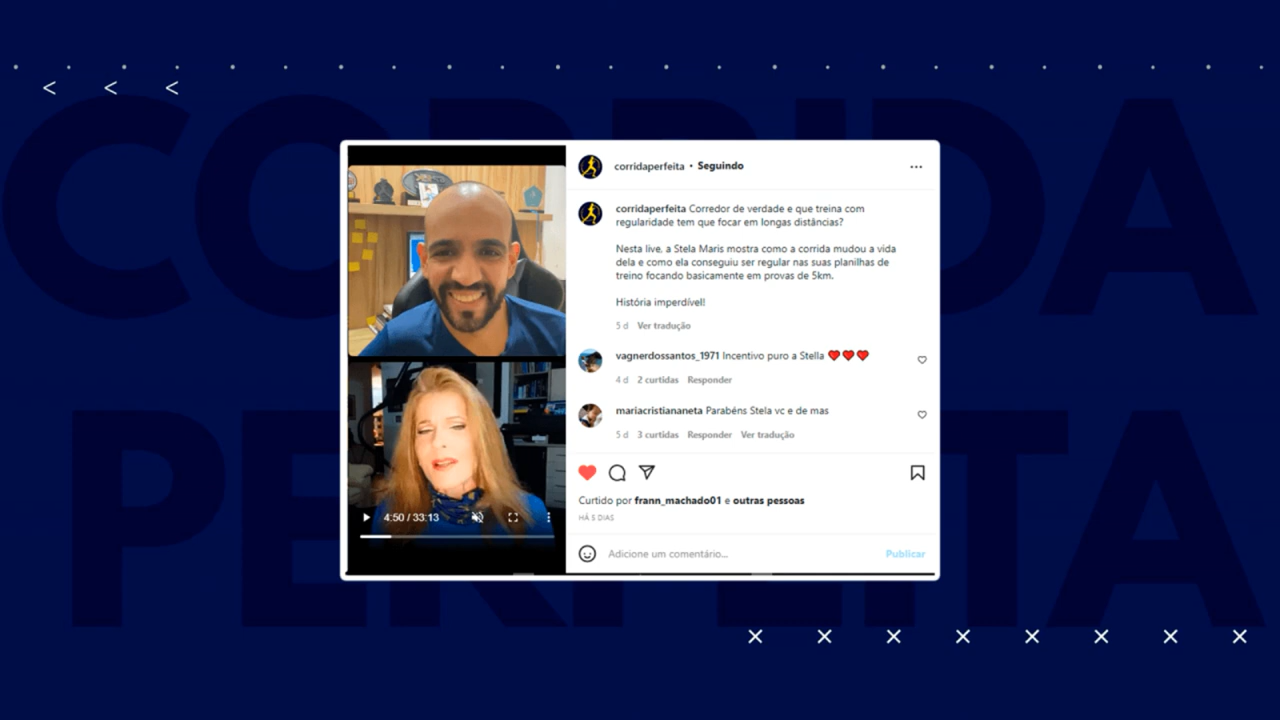 CORRIDA
PERFEITA
corridaperfeita • Seguindo
corridaperfeita Corredor de verdade e que treina com
regularidade tem que focar em longas distâncias?
Nesta live, a Stela Maris mostra como a corrida mudou a vida
dela e como ela conseguiu ser regular nas suas planilhas de
treino focando basicamente em provas de 5km.
História imperdível!
5 d Ver tradução
vagnerdossantos_1971 Incentivo puro a Stella ❤❤❤
4 d 2 curtidas Responder
mariacristiananeta Parabéns Stela vc e de mas
5 d 3 curtidas Responder Ver tradução
4:50 / 33:13
Curtido por frann_machado01 e outras pessoas
HÁ 5 DIAS
Adicione um comentário...
Publicar